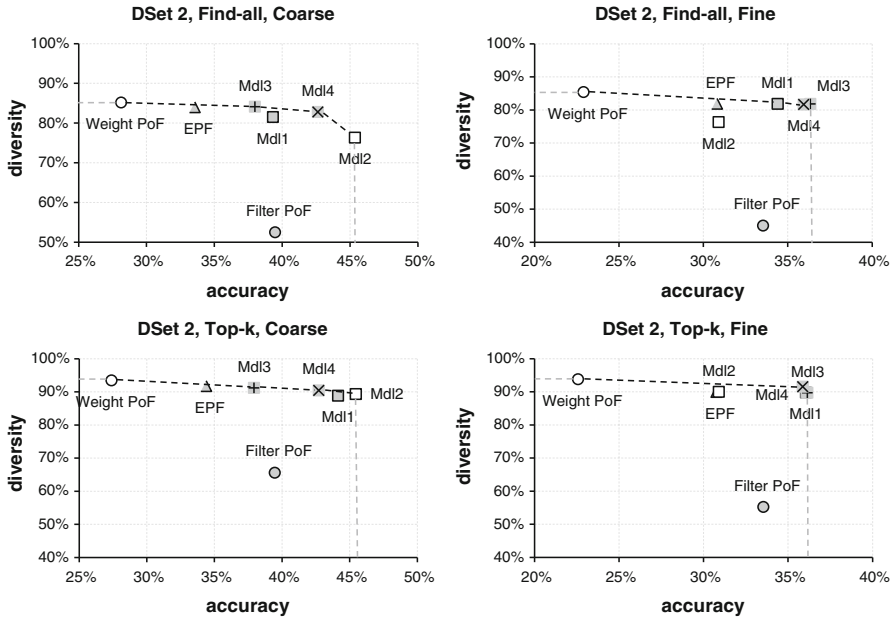 DSet 2, Find-all, Coarse
100%
90%
80%
70%
60%
50%
diversity
Mdl3
Mdl4
Weight PoF
EPF
Mdl1
Mdl2
Filter PoF
25%
30%
35%
40%
45%
50%
accuracy
DSet 2, Find-all, Fine
100%
90%
80%
70%
60%
50%
40%
diversity
EPF
Mdl1
Mdl3
Weight PoF
Mdl4
Mdl2
Filter PoF
20%
25%
30%
35%
40%
accuracy
DSet 2, Top-k, Coarse
100%
90%
80%
70%
60%
50%
40%
diversity
Mdl3
Mdl4
Mdl2
Weight PoF
EPF
Mdl1
Filter PoF
25%
30%
35%
40%
45%
50%
accuracy
DSet 2, Top-k, Fine
100%
90%
80%
70%
60%
50%
40%
diversity
Mdl2
Mdl3
Weight PoF
Mdl4
EPF
Mdl1
Filter PoF
20%
25%
30%
35%
40%
accuracy